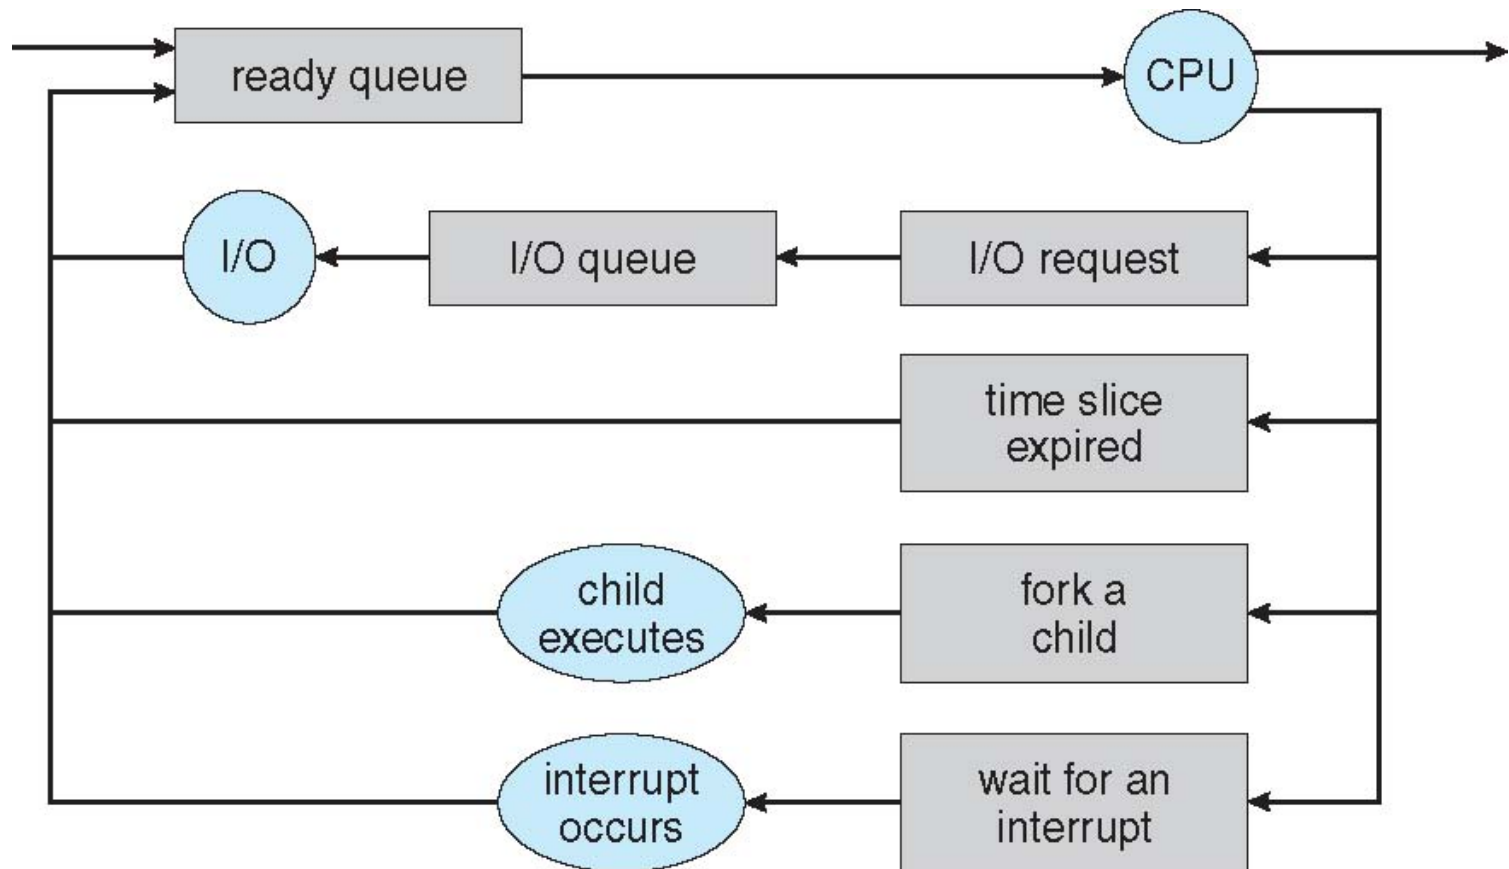 ready queue
CPU
I/O
I/O queue
I/O request
time slice
expired
child
executes
fork a
child
interrupt
occurs
wait for an
interrupt